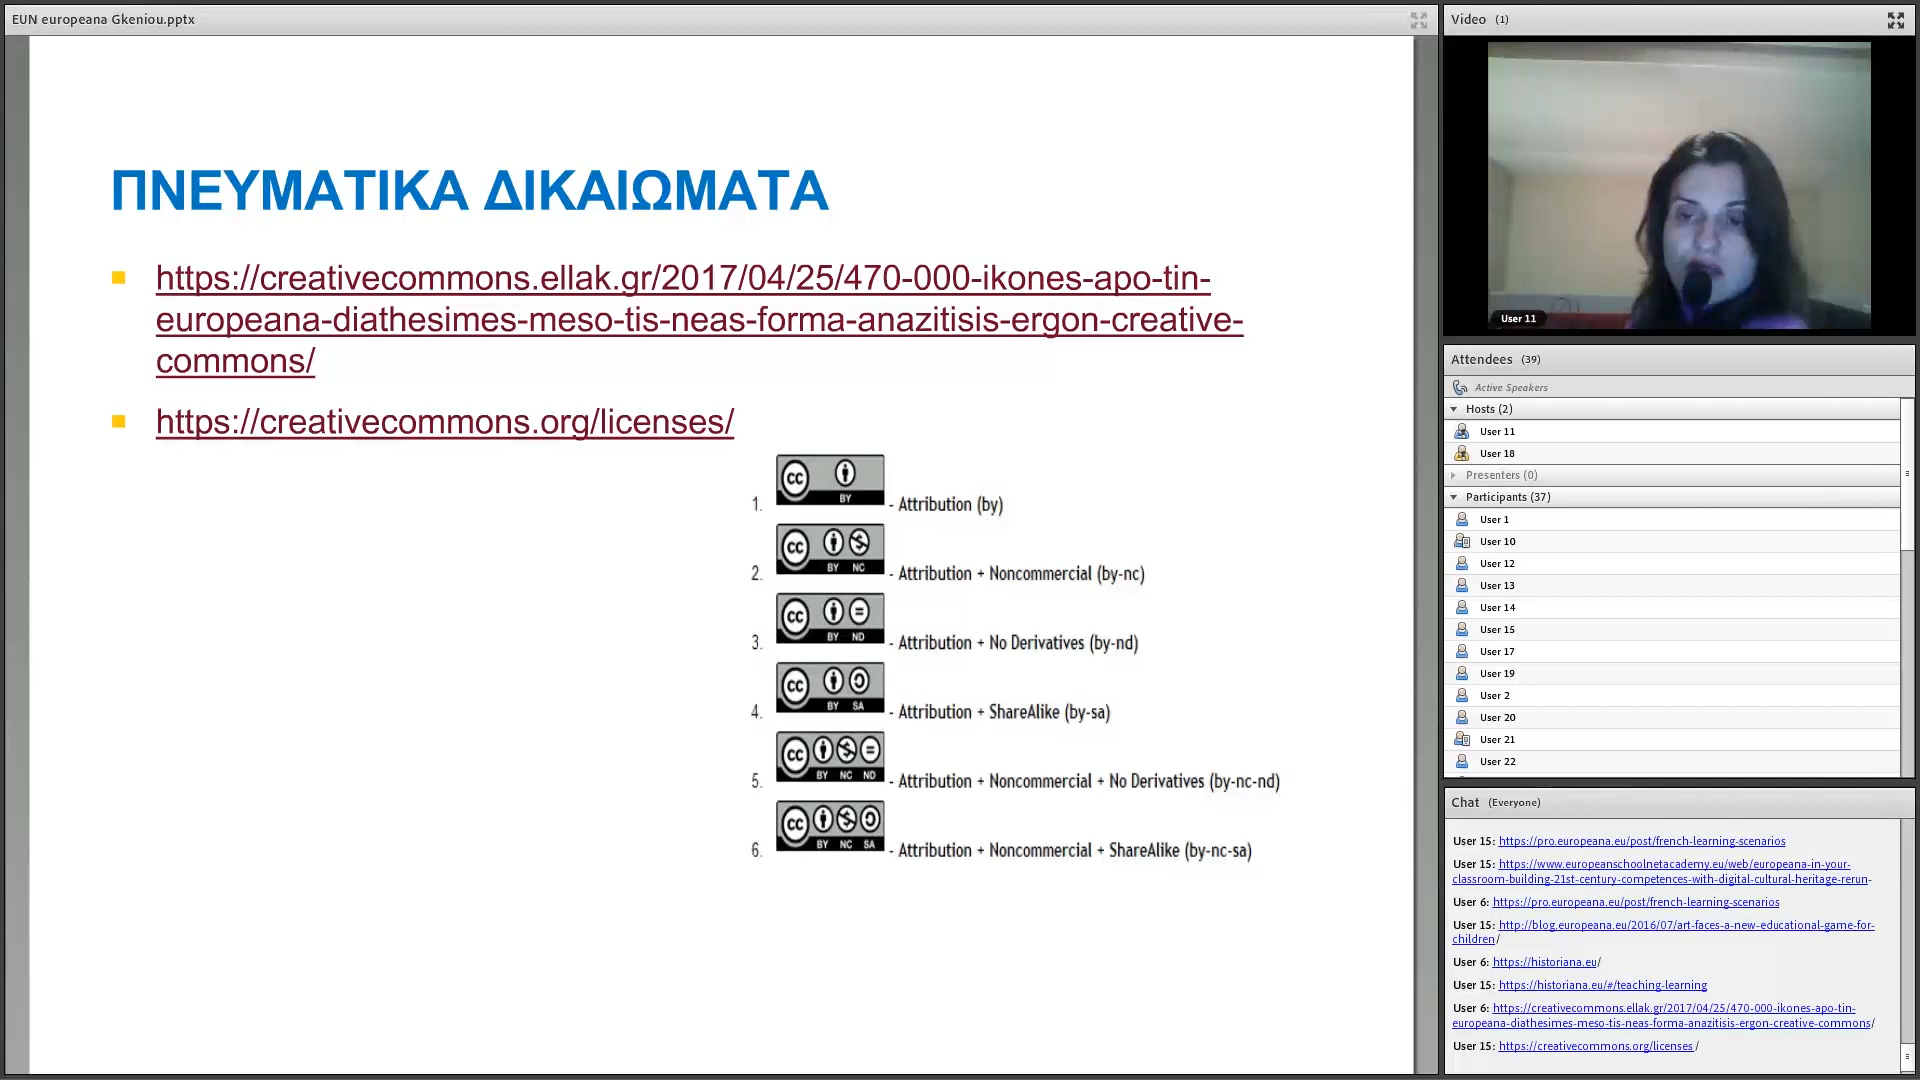 EUN europeana Gkeniou.pptx
ΠΝΕΥΜΑΤΙΚΑ ΔΙΚΑΙΩΜΑΤΑ
https://creativecommons.ellak.gr/2017/04/25/470-000-ikones-apo-tin-
europeana-diathesimes-meso-tis-neas-forma-anazitisis-ergon-creative-
commons/
https://creativecommons.org/licenses/
cc BY
1. - Attribution (by)
cc BY NC
2. - Attribution + Noncommercial (by-nc)
cc BY ND
3. - Attribution + No Derivatives (by-nd)
cc BY SA
4. - Attribution + ShareAlike (by-sa)
cc BY NC ND
5. - Attribution + Noncommercial + No Derivatives (by-nc-nd)
cc BY NC SA
6. - Attribution + Noncommercial + ShareAlike (by-nc-sa)
Video (1)
User 11
Attendees (39)
Active Speakers
Hosts (2)
User 11
User 18
Presenters (0)
Participants (37)
User 1
User 10
User 12
User 13
User 14
User 15
User 17
User 19
User 2
User 20
User 21
User 22
Chat (Everyone)
User 15: https://pro.europeana.eu/post/french-learning-scenarios
User 15: https://www.europeanschoolnetacademy.eu/web/europeana-in-your-
classroom-building-21st-century-competences-with-digital-cultural-heritage-rerun-
User 6: https://pro.europeana.eu/post/french-learning-scenarios
User 15: http://blog.europeana.eu/2016/07/art-faces-a-new-educational-game-for-
children/
User 6: https://historiana.eu/
User 15: https://historiana.eu/#/teaching-learning
User 6: https://creativecommons.ellak.gr/2017/04/25/470-000-ikones-apo-tin-
europeana-diathesimes-meso-tis-neas-forma-anazitisis-ergon-creative-commons/
User 15: https://creativecommons.org/licenses /